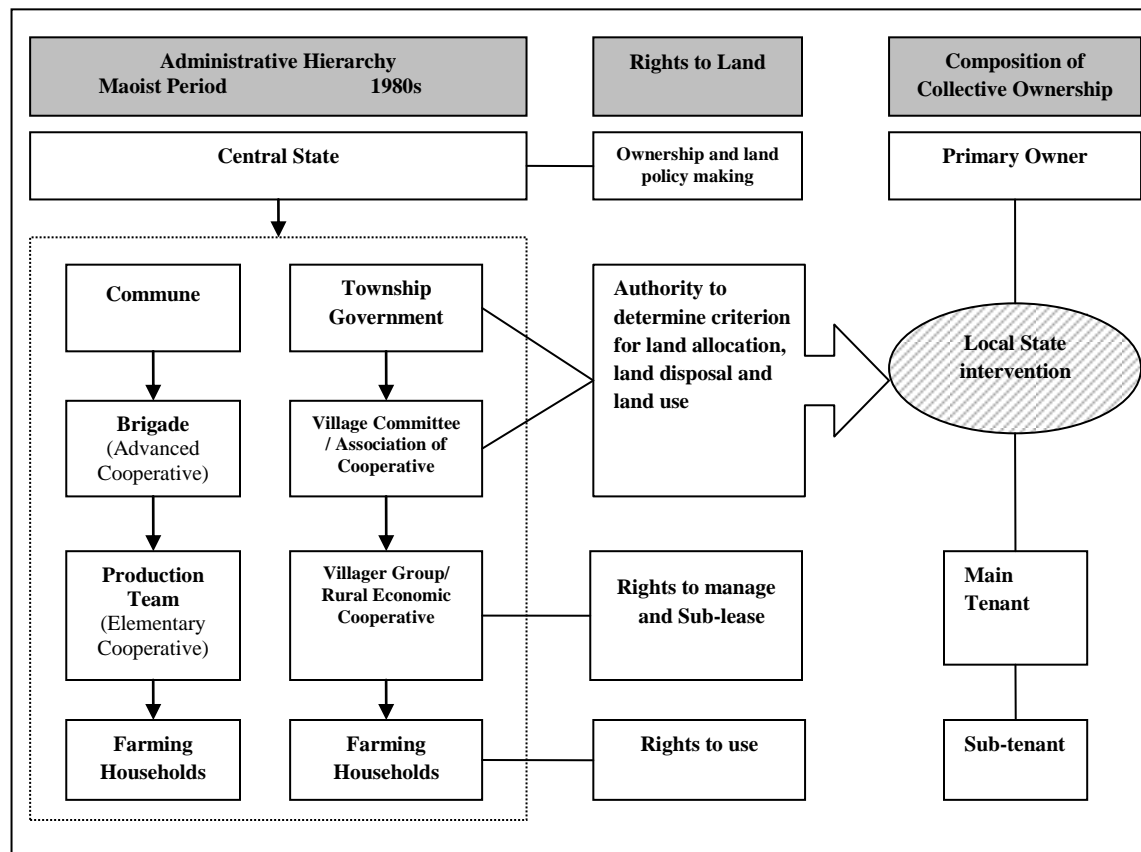 Administrative Hierarchy
Maoist Period 1980s
Rights to Land
Composition of
Collective Ownership
Central State
Ownership and land
policy making
Primary Owner
Commune
Township
Government
Authority to
determine criterion
for land allocation,
land disposal and
land use
Local State
intervention
Brigade
(Advanced
Cooperative)
Village Committee
/ Association of
Cooperative
Production
Team
(Elementary
Cooperative)
Villager Group/
Rural Economic
Cooperative
Rights to manage
and Sub-lease
Main
Tenant
Farming
Households
Farming
Households
Rights to use
Sub-tenant